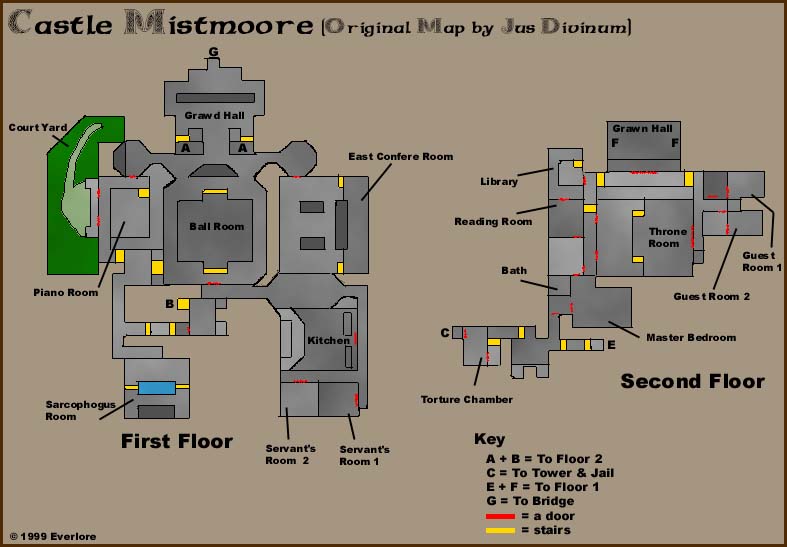 Castle Mistmoore (Original Map by Jus Divinum)
G
Grawd Hall
A
A
Court Yard
East Confere Room
Ball Room
Piano Room
B
Kitchen
Sarcophogus
Room
First Floor
Servant's
Room 2
Servant's
Room 1
Grawn Hall
F
F
Library
Reading Room
Throne
Room
Guest
Room 1
Bath
Guest Room 2
Master Bedroom
C
E
Torture Chamber
Second Floor
Key
A + B = To Floor 2
C = To Tower & Jail
E + F = To Floor 1
G = To Bridge
= a door
= stairs
© 1999 Everlore